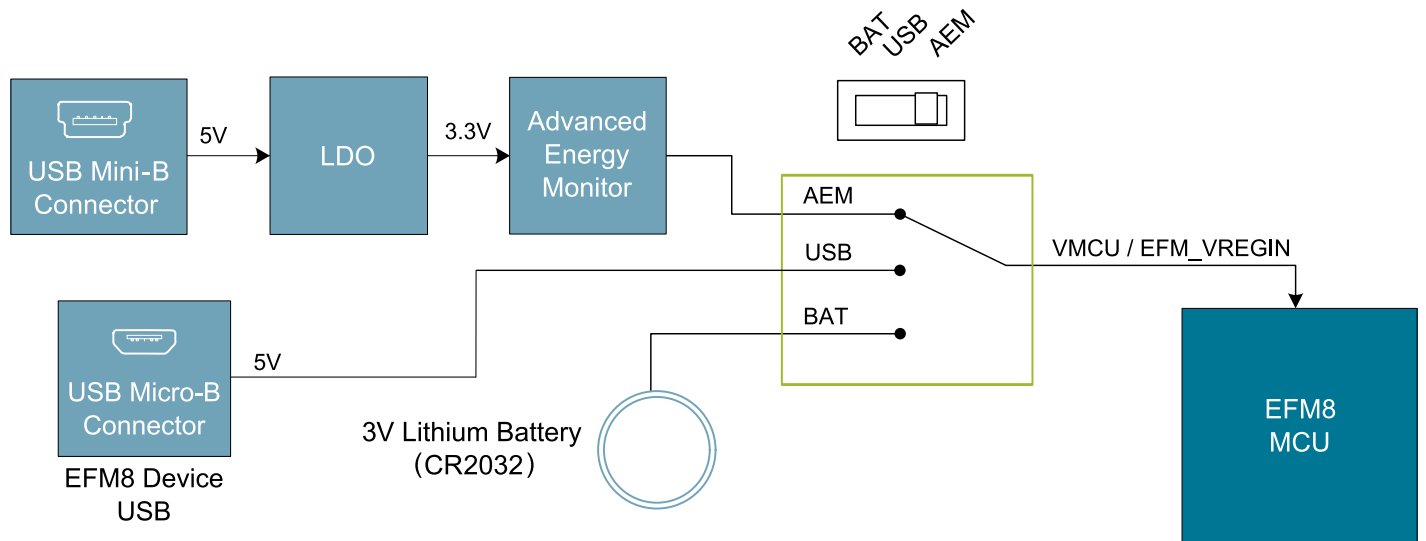 BAT
USB
AEM
USB Mini-B
Connector
5V
LDO
3.3V
Advanced
Energy
Monitor
AEM
USB
BAT
VMCU / EFM_VREGIN
USB Micro-B
Connector
5V
EFM8 Device
USB
3V Lithium Battery
(CR2032)
EFM8
MCU